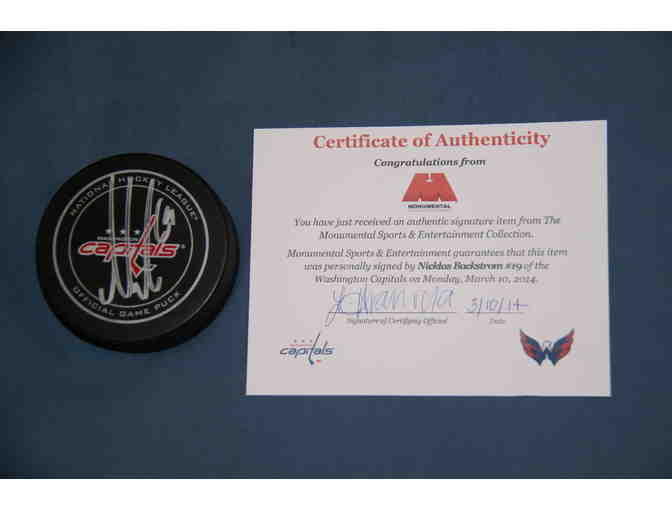 NATIONAL HOCKEY LEAGUE®
WASHINGTON
capitals®
OFFICIAL GAME PUCK
19
Certificate of Authenticity
Congratulations from
MONUMENTAL
You have just received an authentic signature item from The
Monumental Sports & Entertainment Collection.
Monumental Sports & Entertainment guarantees that this item
was personally signed by Nicklas Backstrom #19 of the
Washington Capitals on Monday, March 10, 2014.
3/10/14
Signature of Certifying Official Date
capitals